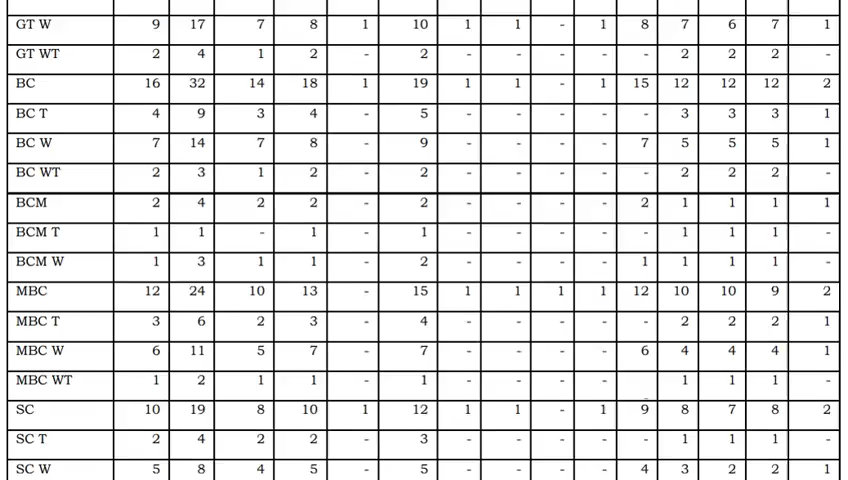 GT W 9 17 7 8 1 10 1 1 - 1 8 7 6 7 1
GT WT 2 4 1 2 - 2 - - - - - 2 2 2 -
BC 16 32 14 18 1 19 1 1 - 1 15 12 12 12 2
BC T 4 9 3 4 - 5 - - - - - 3 3 3 1
BC W 7 14 7 8 - 9 - - - - 7 5 5 5 1
BC WT 2 3 1 2 - 2 - - - - - 2 2 2 -
BCM 2 4 2 2 - 2 - - - - 2 1 1 1 1
BCM T 1 1 - 1 - 1 - - - - - 1 1 1 -
BCM W 1 3 1 1 - 2 - - - - 1 1 1 1 -
MBC 12 24 10 13 - 15 1 1 1 1 12 10 10 9 2
MBC T 3 6 2 3 - 4 - - - - - 2 2 2 1
MBC W 6 11 5 7 - 7 - - - - 6 4 4 4 1
MBC WT 1 2 1 1 - 1 - - - - - 1 1 1 -
SC 10 19 8 10 1 12 1 1 - 1 9 8 7 8 2
SC T 2 4 2 2 - 3 - - - - - 1 1 1 -
SC W 5 8 4 5 - 5 - - - - 4 3 2 2 1